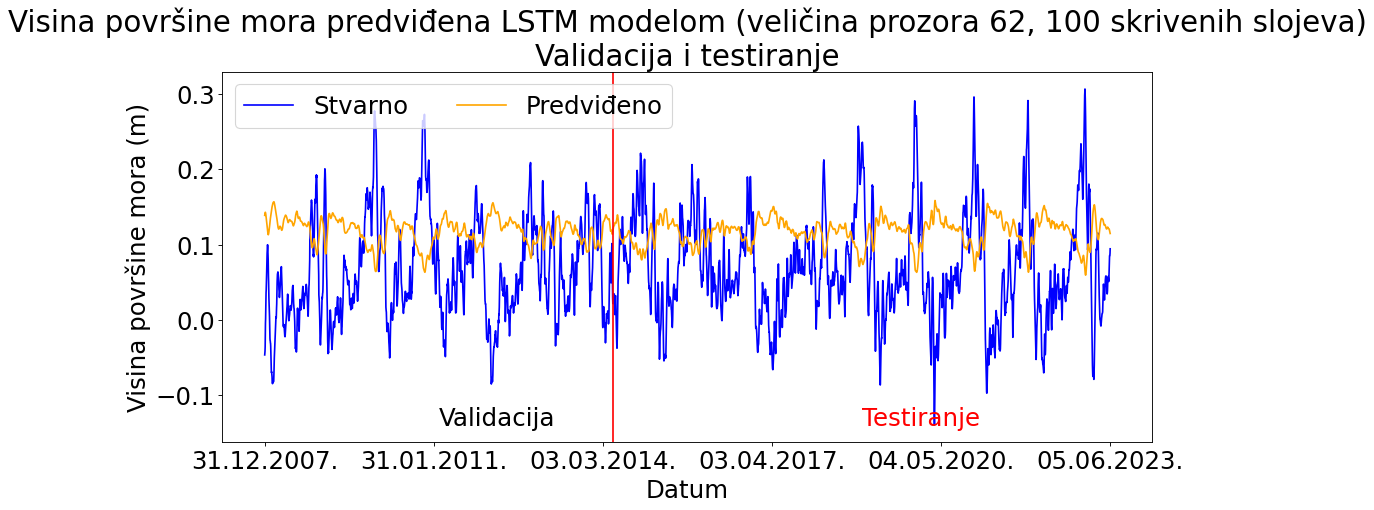 Visina površine mora predviđena LSTM modelom (veličina prozora 62, 100 skrivenih slojeva)
Validacija i testiranje
Stvarno
Predviđeno
Visina površine mora (m)
0.3
0.2
0.1
0.0
−0.1
Validacija
Testiranje
31.12.2007.
31.01.2011.
03.03.2014.
03.04.2017.
04.05.2020.
05.06.2023.
Datum